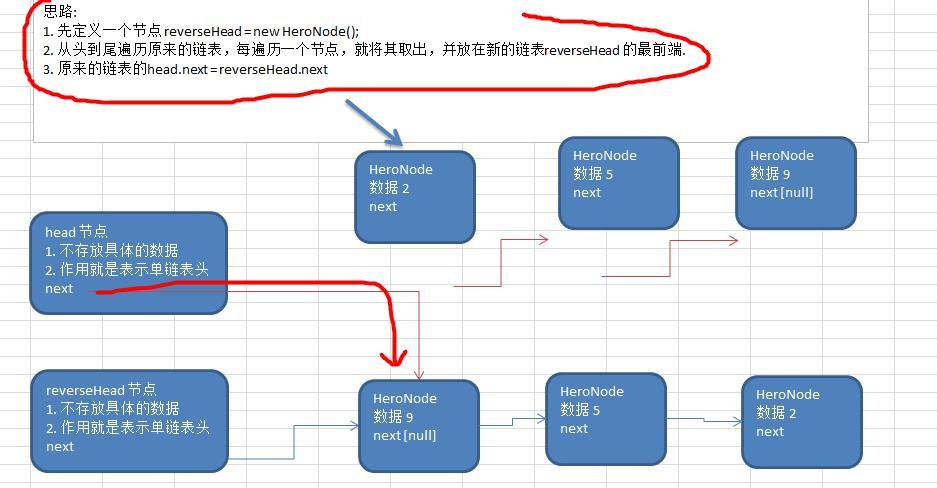 思路:
1. 先定义一个节点 reverseHead = new HeroNode();
2. 从头到尾遍历原来的链表，每遍历一个节点，就将其取出，并放在新的链表reverseHead 的最前端.
3. 原来的链表的head.next = reverseHead.next
HeroNode
数据 2
next
HeroNode
数据 5
next
HeroNode
数据 9
next [null]
head 节点
1. 不存放具体的数据
2. 作用就是表示单链表头
next
reverseHead 节点
1. 不存放具体的数据
2. 作用就是表示单链表头
next
HeroNode
数据 9
next [null]
HeroNode
数据 5
next
HeroNode
数据 2
next